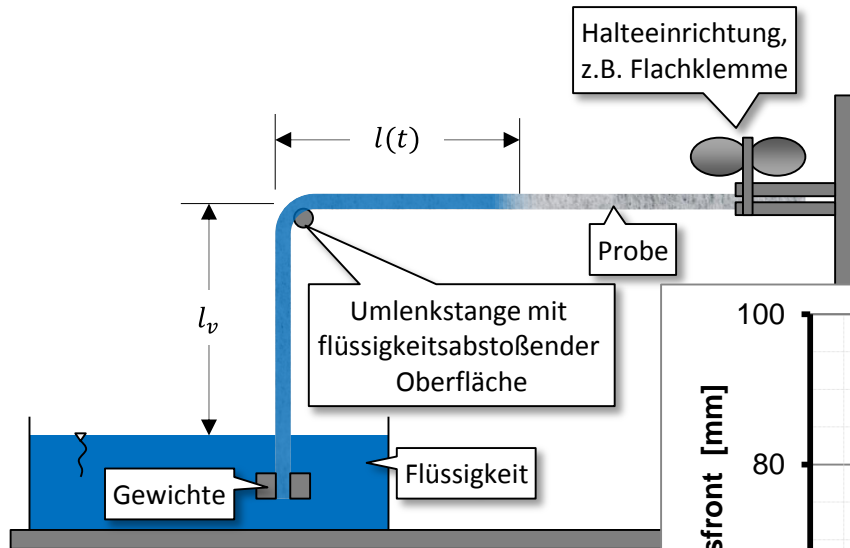 Halteeinrichtung,
z.B. Flachklemme
l(t)
Probe
l_v
Umlenkstange mit
flüssigkeitsabstoßender
Oberfläche
Gewichte
Flüssigkeit
100
80
sfront [mm]